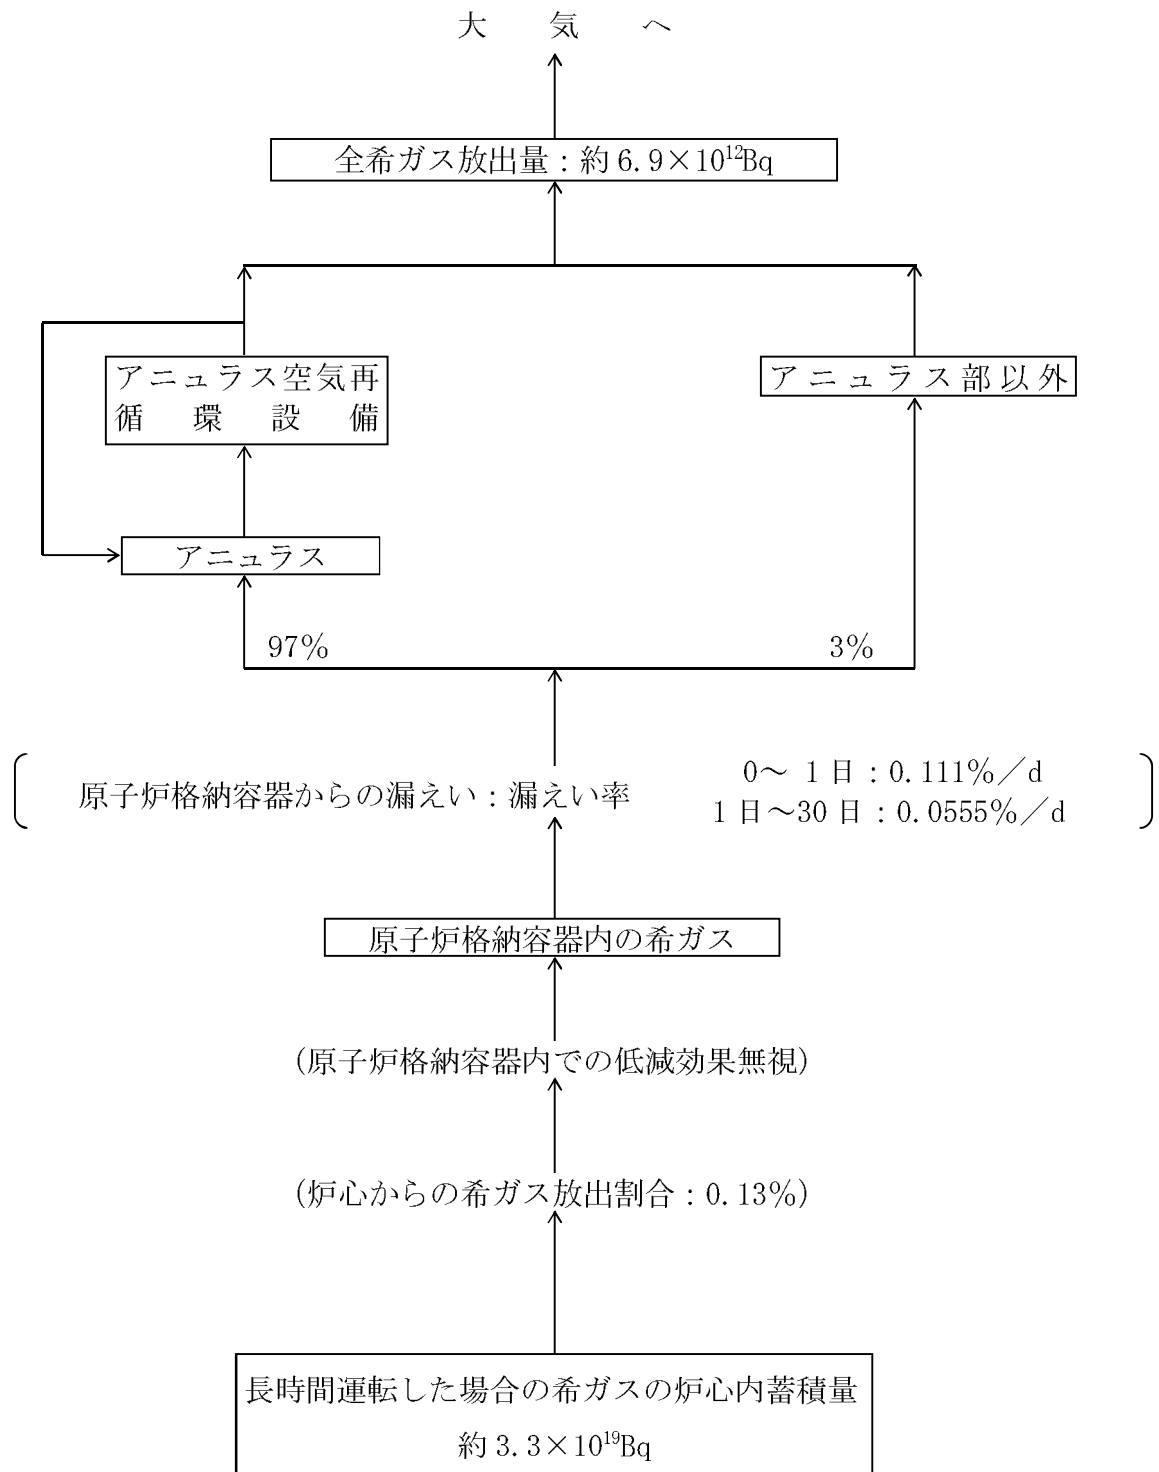 大気へ
全希ガス放出量：約6.9×10¹²Bq
アニュラス空気再
循環設備
アニュラス部以外
アニュラス
97%
3%
原子炉格納容器からの漏えい：漏えい率
0～1日：0.111%／d
1日～30日：0.0555%／d
原子炉格納容器内の希ガス
(原子炉格納容器内での低減効果無視)
(炉心からの希ガス放出割合：0.13%)
長時間運転した場合の希ガスの炉心内蓄積量
約3.3×10¹⁹Bq